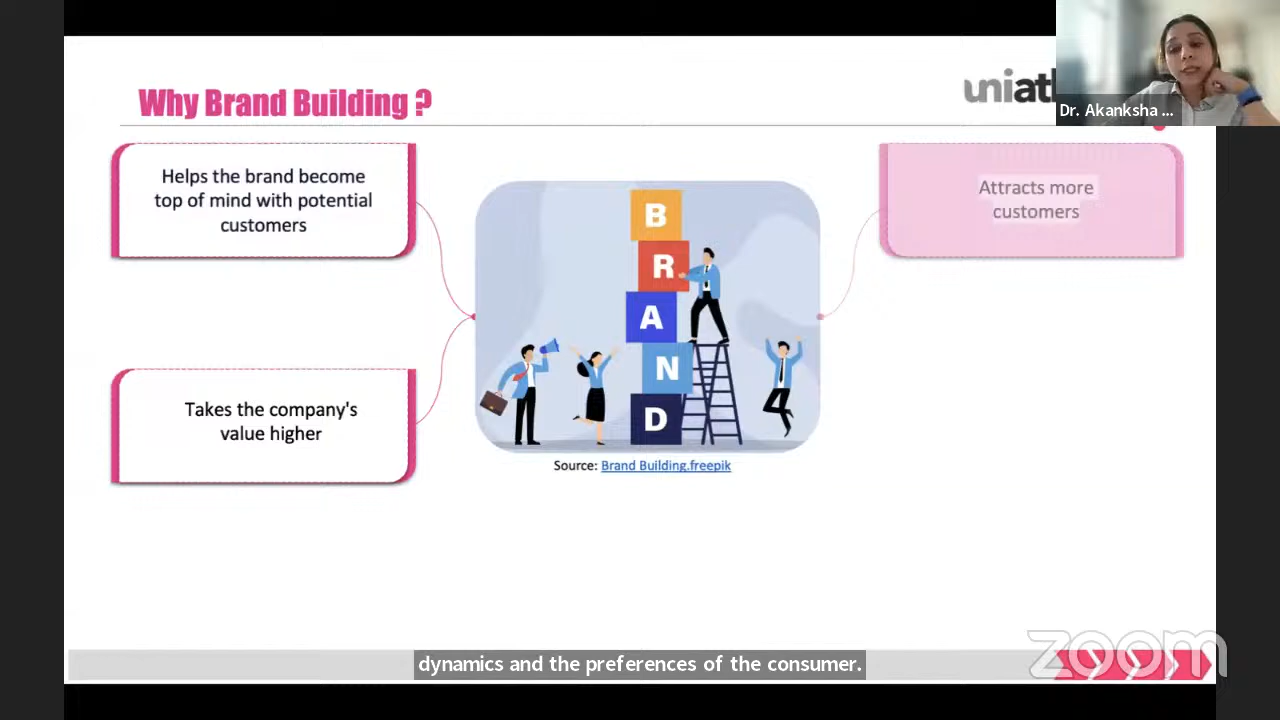 Why Brand Building ?
uniat
Dr. Akanksha ...
Helps the brand become
top of mind with potential
customers
Takes the company's
value higher
B
R
A
N
D
Source: Brand Building.freepik
Attracts more
customers
dynamics and the preferences of the consumer.
zoom